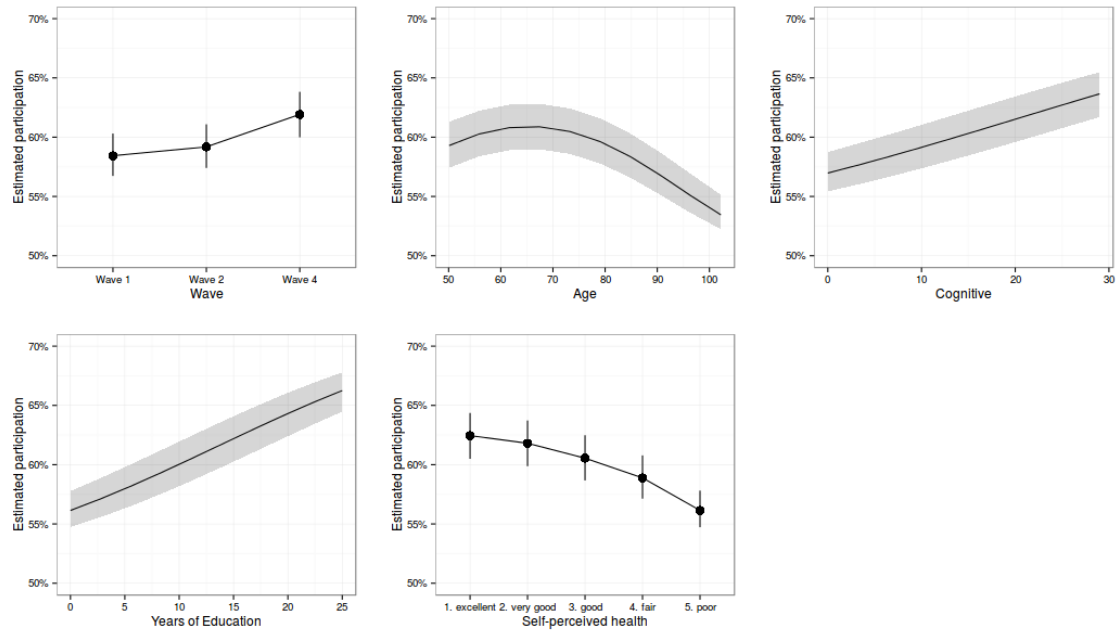 Estimated participation
70%
65%
60%
55%
50%
Wave 1 Wave 2 Wave 4
Wave
Estimated participation
70%
65%
60%
55%
50%
50 60 70 80 90 100
Age
Estimated participation
70%
65%
60%
55%
50%
0 10 20 30
Cognitive
Estimated participation
70%
65%
60%
55%
50%
0 5 10 15 20 25
Years of Education
Estimated participation
70%
65%
60%
55%
50%
1. excellent 2. very good 3. good 4. fair 5. poor
Self-perceived health